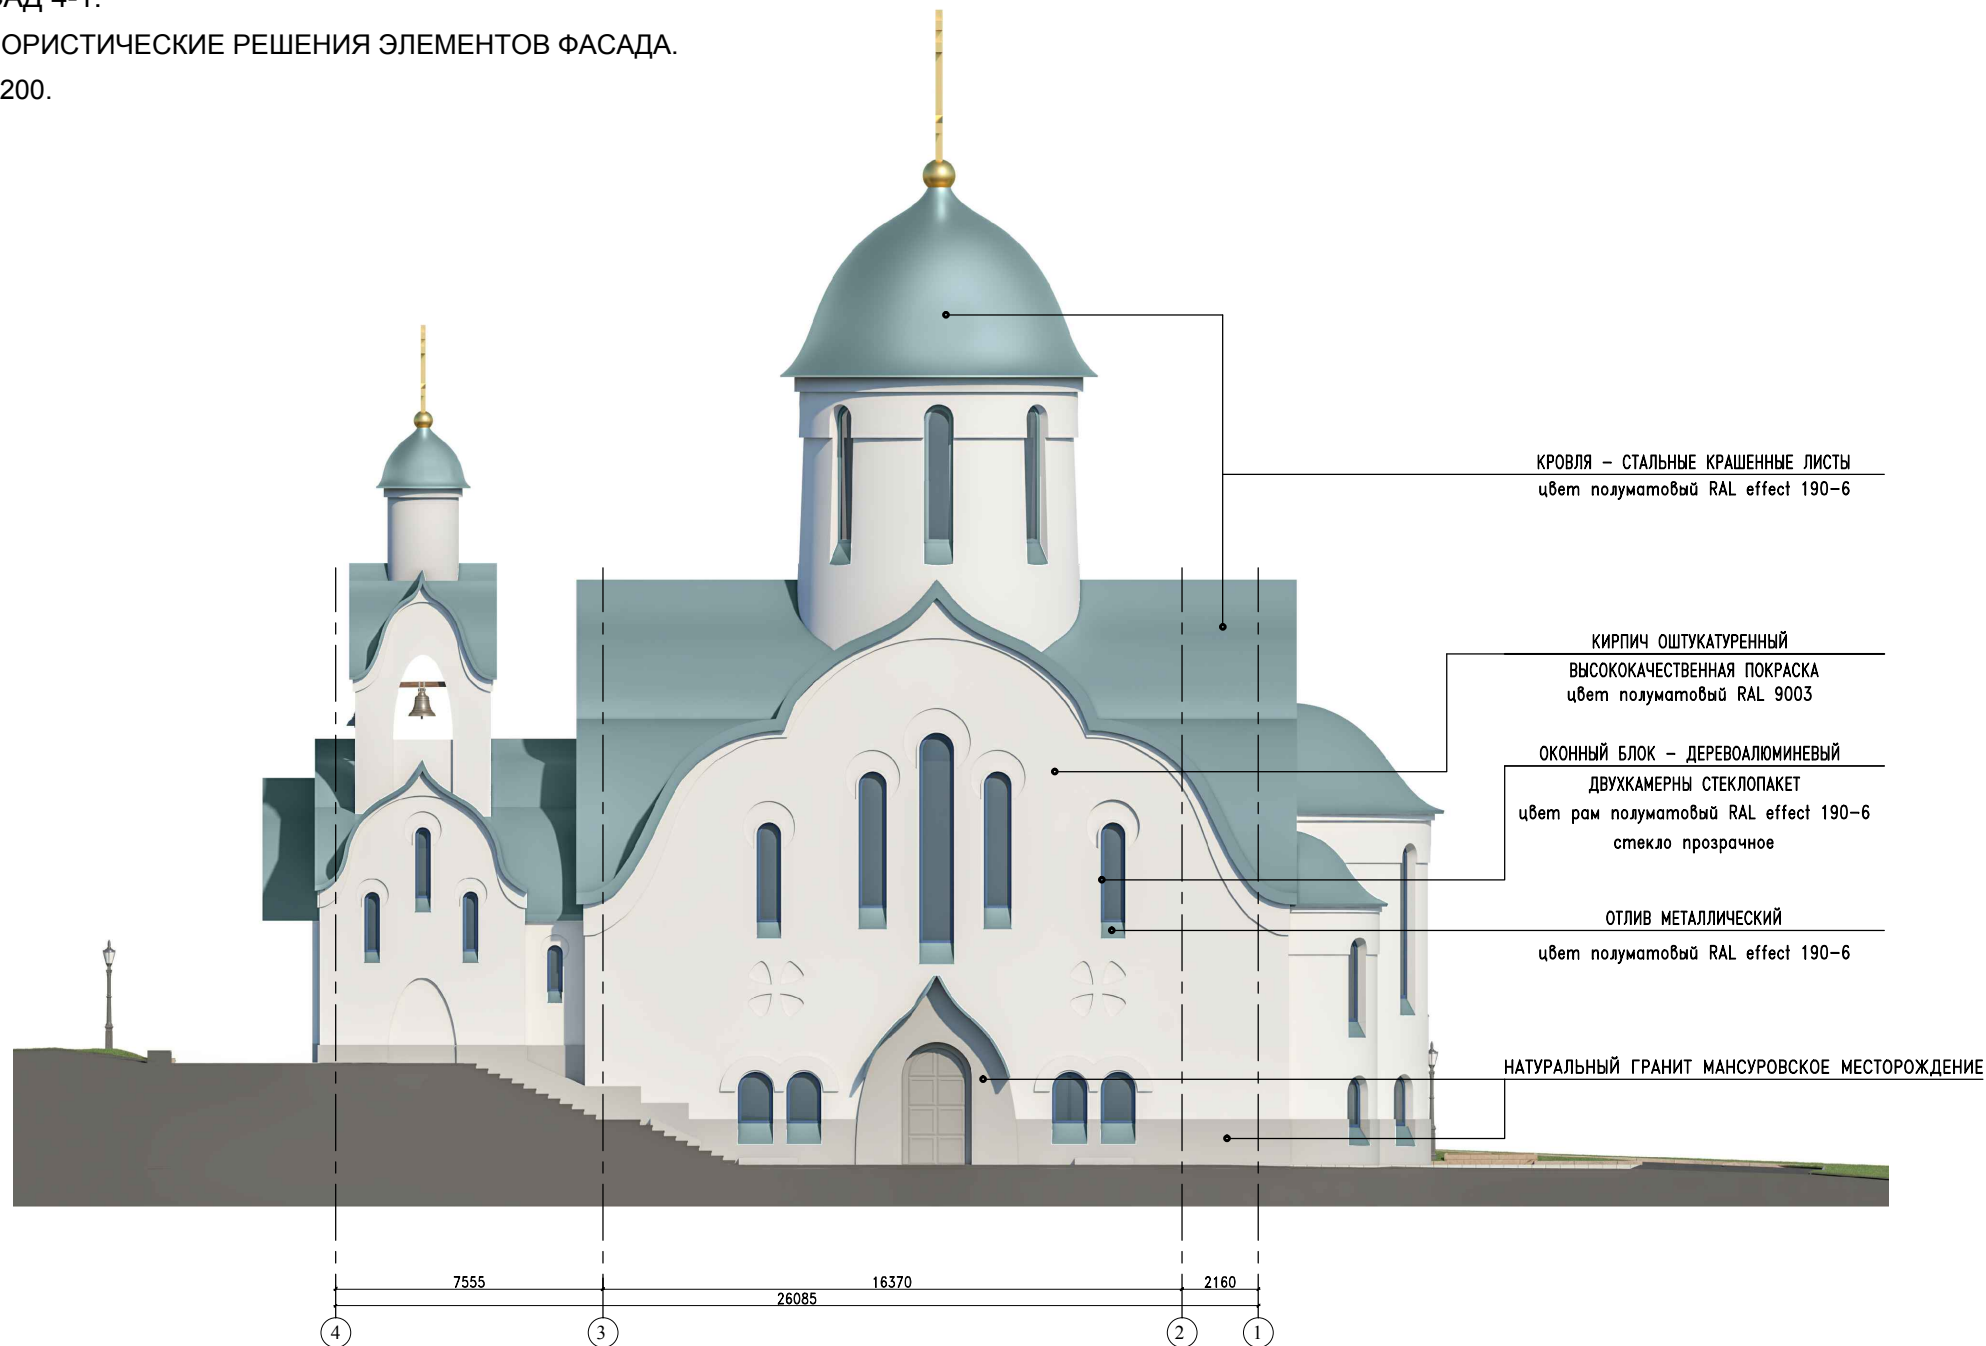 АД 4-1.
ОРИСТИЧЕСКИЕ РЕШЕНИЯ ЭЛЕМЕНТОВ ФАСАДА.
200.
КРОВЛЯ – СТАЛЬНЫЕ КРАШЕННЫЕ ЛИСТЫ
цвет полуматовый RAL effect 190–6
КИРПИЧ ОШТУКАТУРЕННЫЙ
ВЫСОКОКАЧЕСТВЕННАЯ ПОКРАСКА
цвет полуматовый RAL 9003
ОКОННЫЙ БЛОК – ДЕРЕВОАЛЮМИНЕВЫЙ
ДВУХКАМЕРНЫ СТЕКЛОПАКЕТ
цвет рам полуматовый RAL effect 190–6
стекло прозрачное
ОТЛИВ МЕТАЛЛИЧЕСКИЙ
цвет полуматовый RAL effect 190–6
НАТУРАЛЬНЫЙ ГРАНИТ МАНСУРОВСКОЕ МЕСТОРОЖДЕНИЕ
7555 16370 2160
26085
4 3 2 1